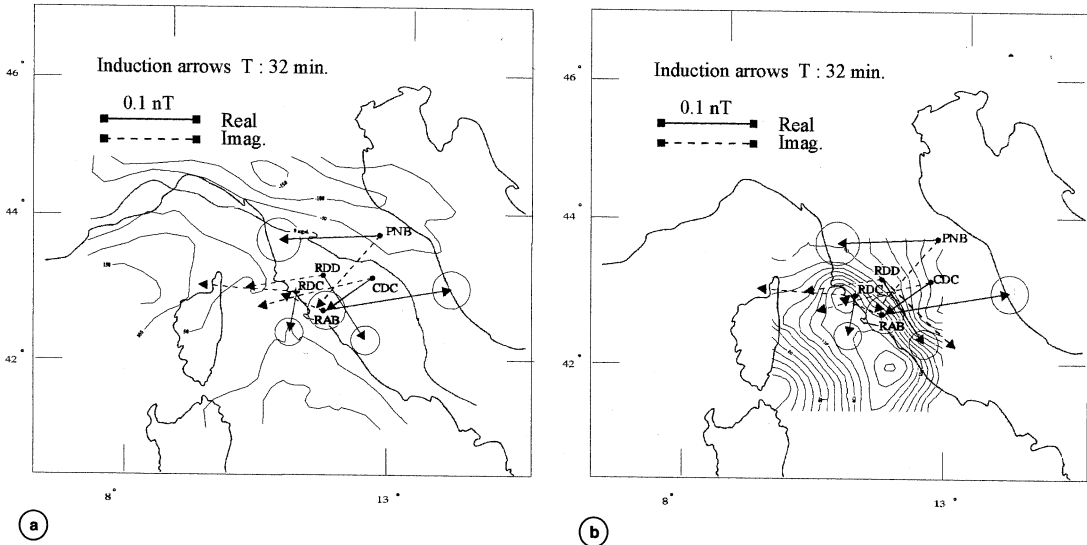 Induction arrows T : 32 min.
0.1 nT
Real
Imag.
46°
44°
42°
8°
13°
PNB
RDD
RDC
CDC
RAB
a
Induction arrows T : 32 min.
0.1 nT
Real
Imag.
46°
44°
42°
8°
13°
PNB
RDD
RDC
CDC
RAB
b